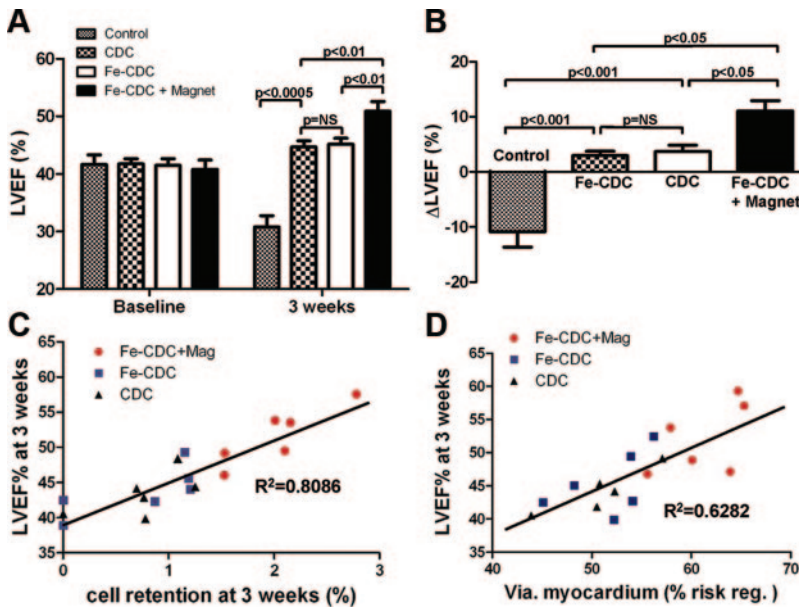 A
Control
CDC
Fe-CDC
Fe-CDC + Magnet
p<0.01
p<0.0005
p<0.01
p=NS
LVEF (%)
60
50
40
30
20
Baseline
3 weeks
B
p<0.05
p<0.001
p<0.05
p<0.001
p=NS
ΔLVEF (%)
20
10
0
-10
-20
Control
Fe-CDC
CDC
Fe-CDC
+ Magnet
C
Fe-CDC+Mag
Fe-CDC
CDC
LVEF% at 3 weeks
65
60
55
50
45
40
35
R²=0.8086
0
1
2
3
cell retention at 3 weeks (%)
D
Fe-CDC+Mag
Fe-CDC
CDC
LVEF% at 3 weeks
65
60
55
50
45
40
35
R²=0.6282
40
50
60
70
Via. myocardium (% risk reg. )